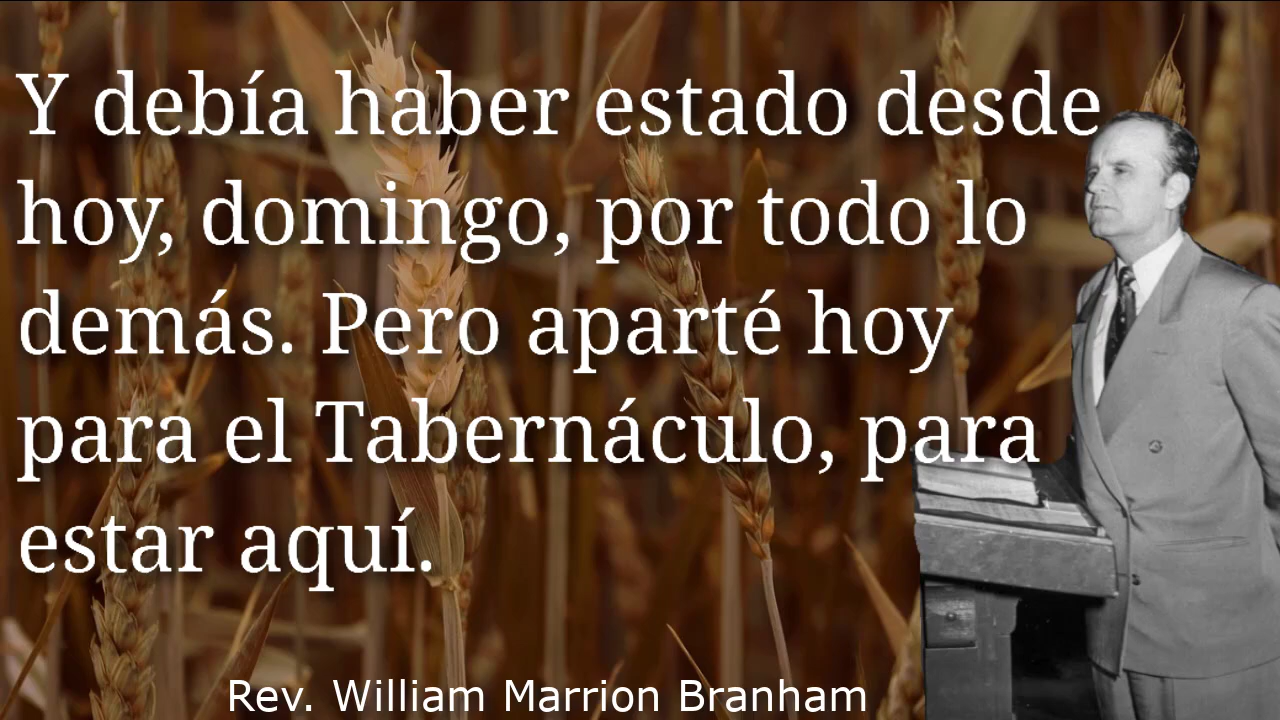 Y debía haber estado desde
hoy, domingo, por todo lo
demás. Pero aparté hoy
para el Tabernáculo, para
estar aquí.
Rev. William Marrion Branham